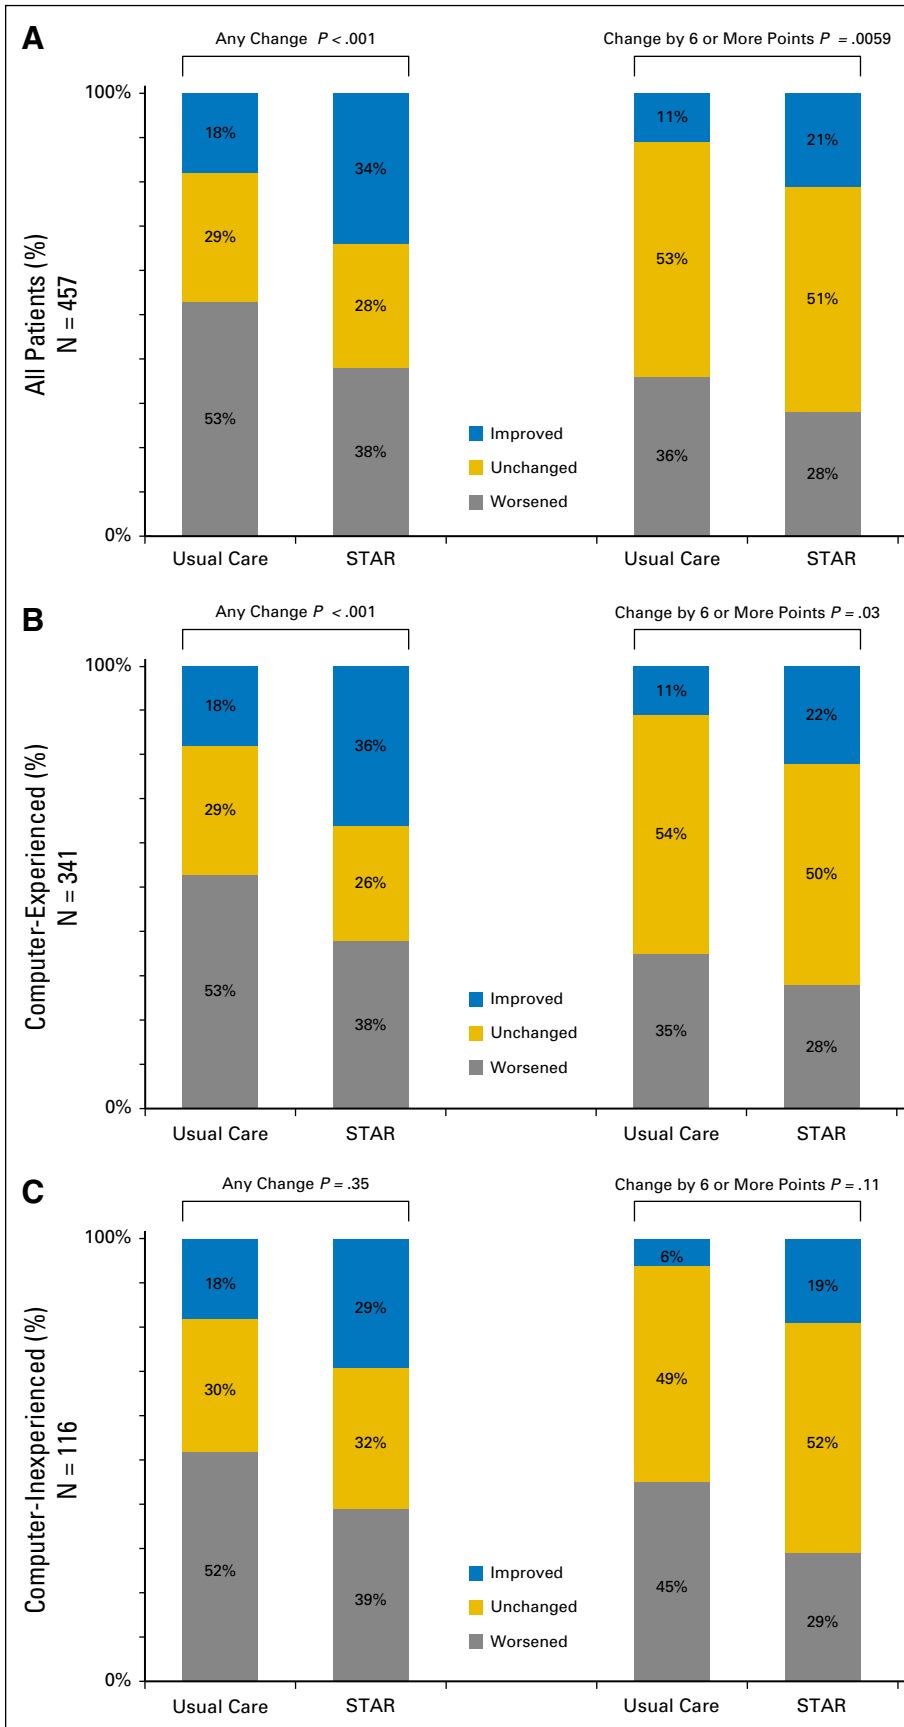 A
Any Change P < .001
Change by 6 or More Points P = .0059
All Patients (%)
N = 457
100%
0%
18%
29%
53%
34%
28%
38%
11%
53%
36%
21%
51%
28%
Improved
Unchanged
Worsened
Usual Care
STAR
Usual Care
STAR
B
Any Change P < .001
Change by 6 or More Points P = .03
Computer-Experienced (%)
N = 341
100%
0%
18%
29%
53%
36%
26%
38%
11%
54%
35%
22%
50%
28%
Improved
Unchanged
Worsened
Usual Care
STAR
Usual Care
STAR
C
Any Change P = .35
Change by 6 or More Points P = .11
Computer-Inexperienced (%)
N = 116
100%
0%
18%
30%
52%
29%
32%
39%
6%
49%
45%
19%
52%
29%
Improved
Unchanged
Worsened
Usual Care
STAR
Usual Care
STAR